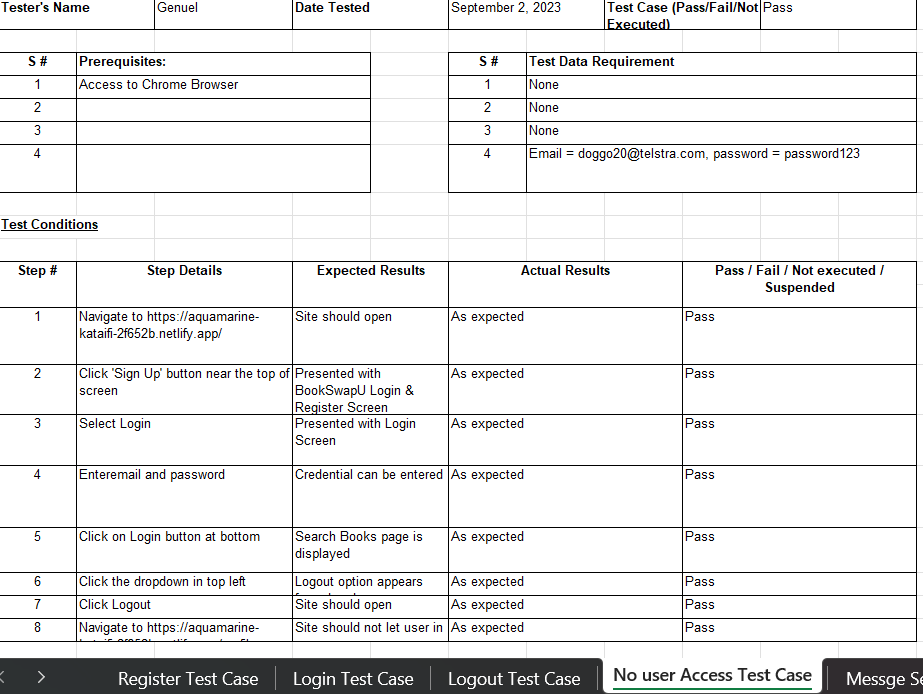 Tester's Name Genuel Date Tested September 2, 2023 Test Case (Pass/Fail/Not Pass
Executed)
S # Prerequisites: S # Test Data Requirement
1 Access to Chrome Browser 1 None
2 2 None
3 3 None
4 4 Email = doggo20@telstra.com, password = password123
Test Conditions
Step # Step Details Expected Results Actual Results Pass / Fail / Not executed /
Suspended
1 Navigate to https://aquamarine- Site should open As expected Pass
kataifi-2f652b.netlify.app/
2 Click 'Sign Up' button near the top of Presented with As expected Pass
screen BookSwapU Login &
Register Screen
3 Select Login Presented with Login As expected Pass
Screen
4 Enteremail and password Credential can be entered As expected Pass
5 Click on Login button at bottom Search Books page is As expected Pass
displayed
6 Click the dropdown in top left Logout option appears As expected Pass
7 Click Logout Site should open As expected Pass
8 Navigate to https://aquamarine- Site should not let user in As expected Pass
Register Test Case Login Test Case Logout Test Case No user Access Test Case Messge Se